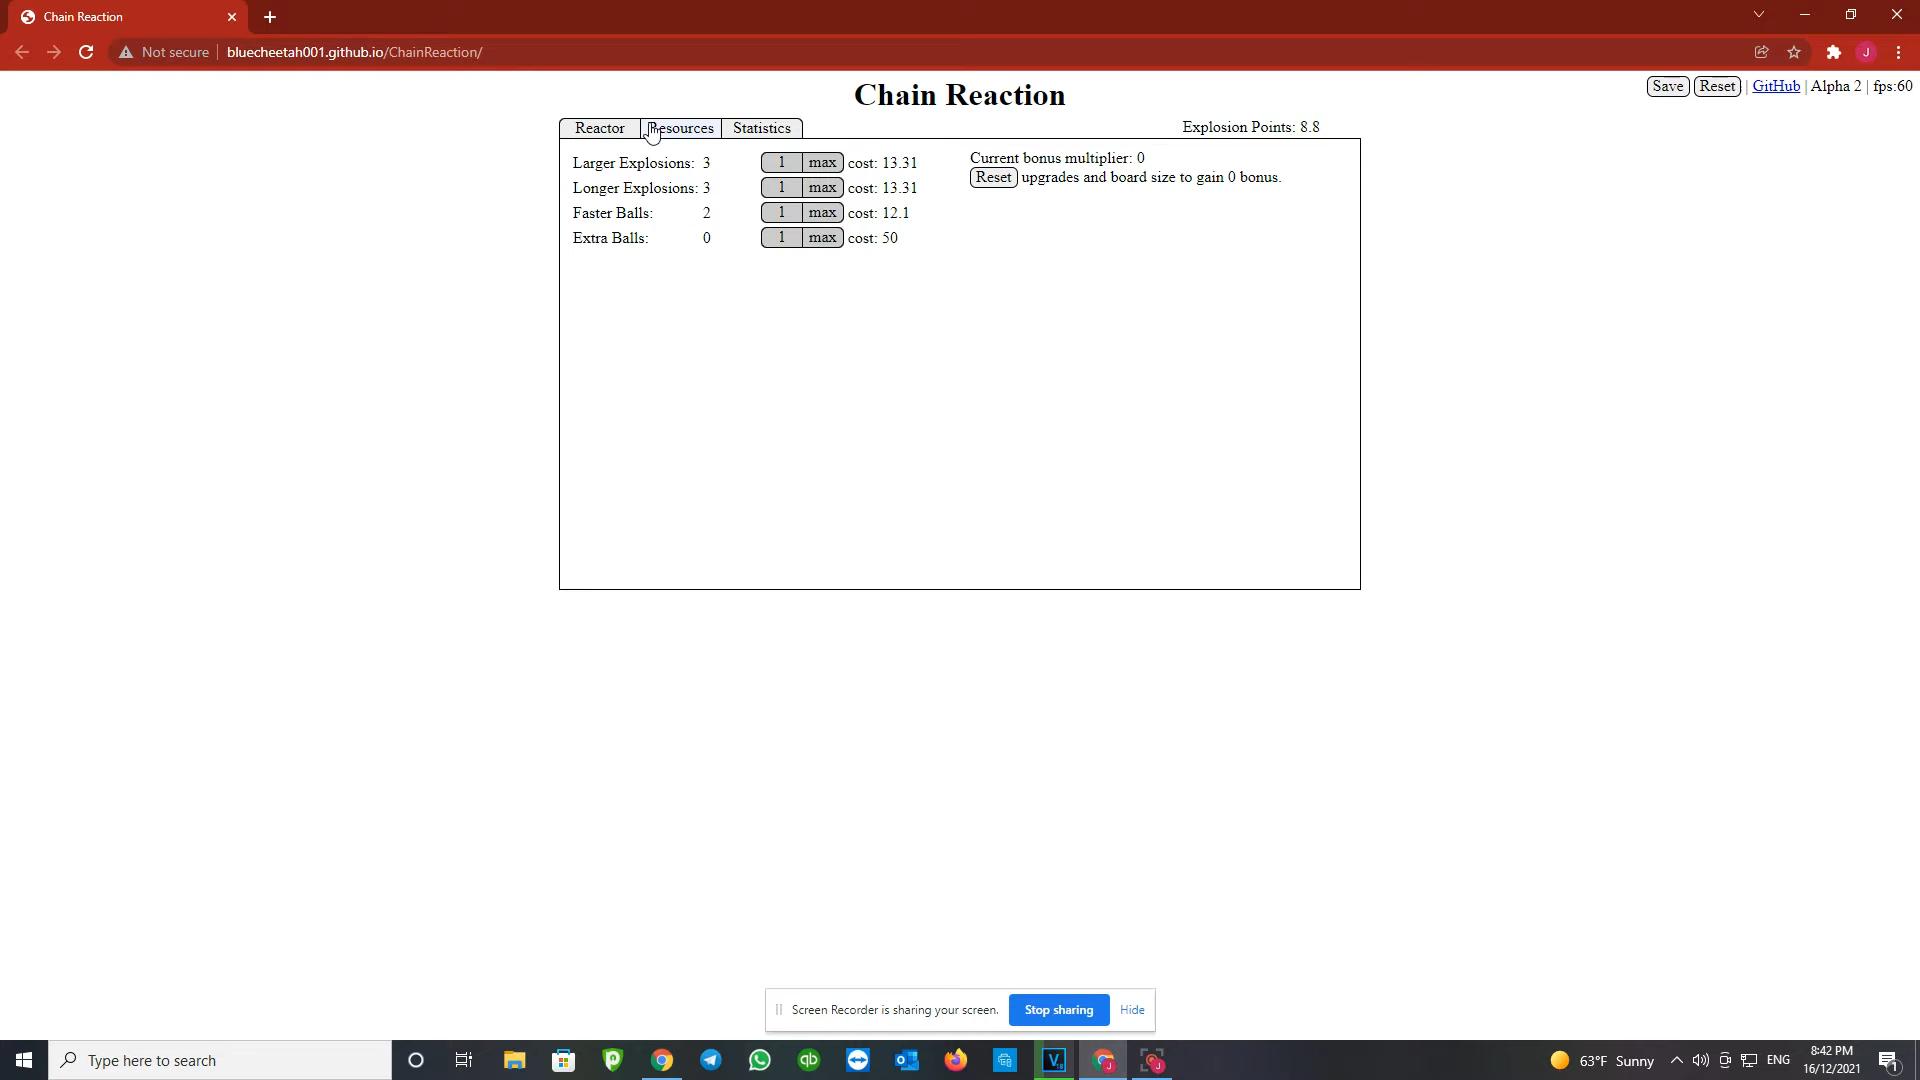 Chain Reaction
Not secure bluecheetah001.github.io/ChainReaction/
J
Chain Reaction
Save Reset | GitHub | Alpha 2 | fps:60
Reactor Resources Statistics
Explosion Points: 8.8
Larger Explosions: 3 1 max cost: 13.31
Longer Explosions: 3 1 max cost: 13.31
Faster Balls: 2 1 max cost: 12.1
Extra Balls: 0 1 max cost: 50
Current bonus multiplier: 0
Reset upgrades and board size to gain 0 bonus.
Screen Recorder is sharing your screen. Stop sharing Hide
Type here to search
63°F Sunny
ENG
8:42 PM
16/12/2021
1